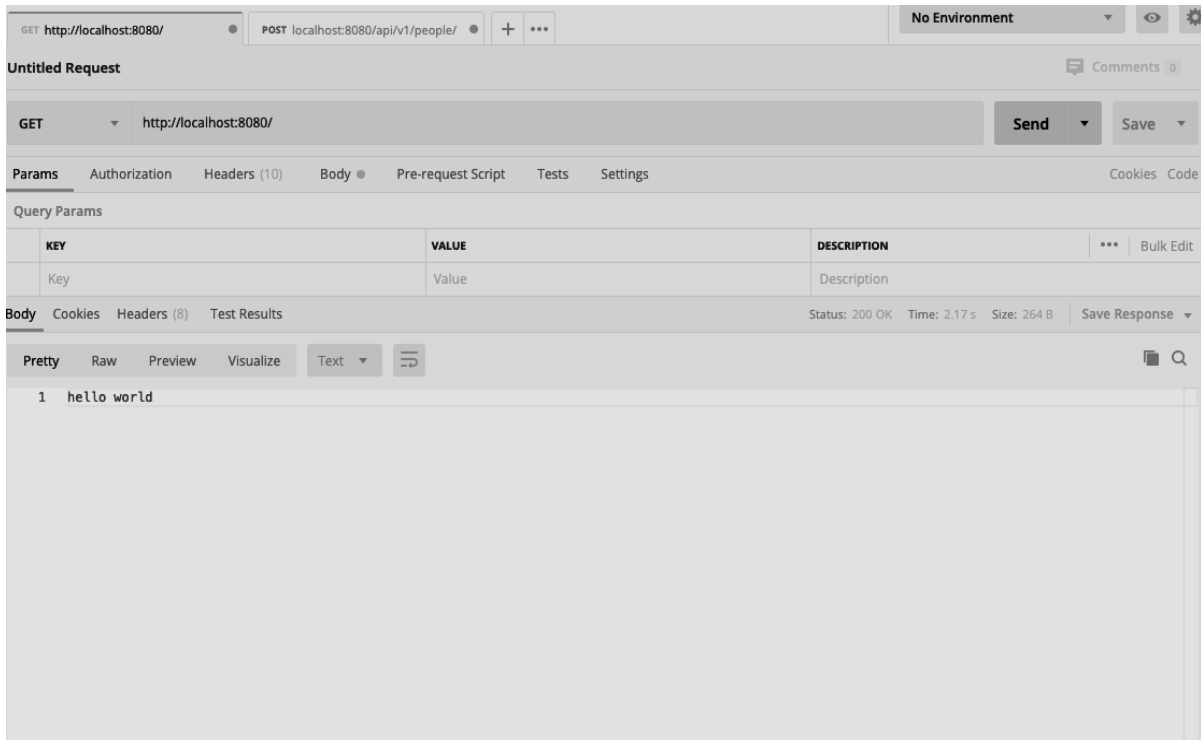 GET http://localhost:8080/ POST localhost:8080/api/v1/people/ + ••• No Environment
Untitled Request Comments 0
GET http://localhost:8080/ Send Save
Params Authorization Headers (10) Body Pre-request Script Tests Settings Cookies Code
Query Params
KEY VALUE DESCRIPTION ••• Bulk Edit
Key Value Description
Body Cookies Headers (8) Test Results Status: 200 OK Time: 2.17 s Size: 264 B Save Response
Pretty Raw Preview Visualize Text
1 hello world